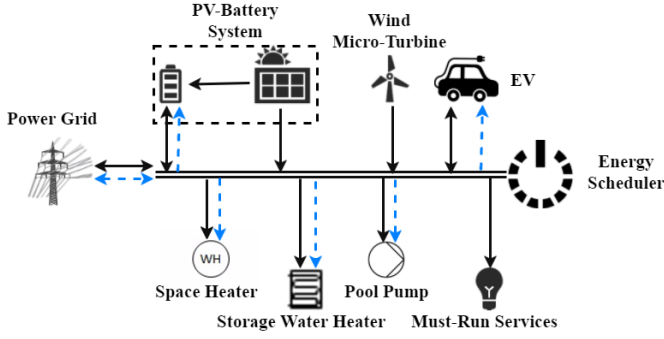 PV-Battery
System
Wind
Micro-Turbine
EV
Power Grid
Energy
Scheduler
WH
Space Heater
Pool Pump
Storage Water Heater
Must-Run Services